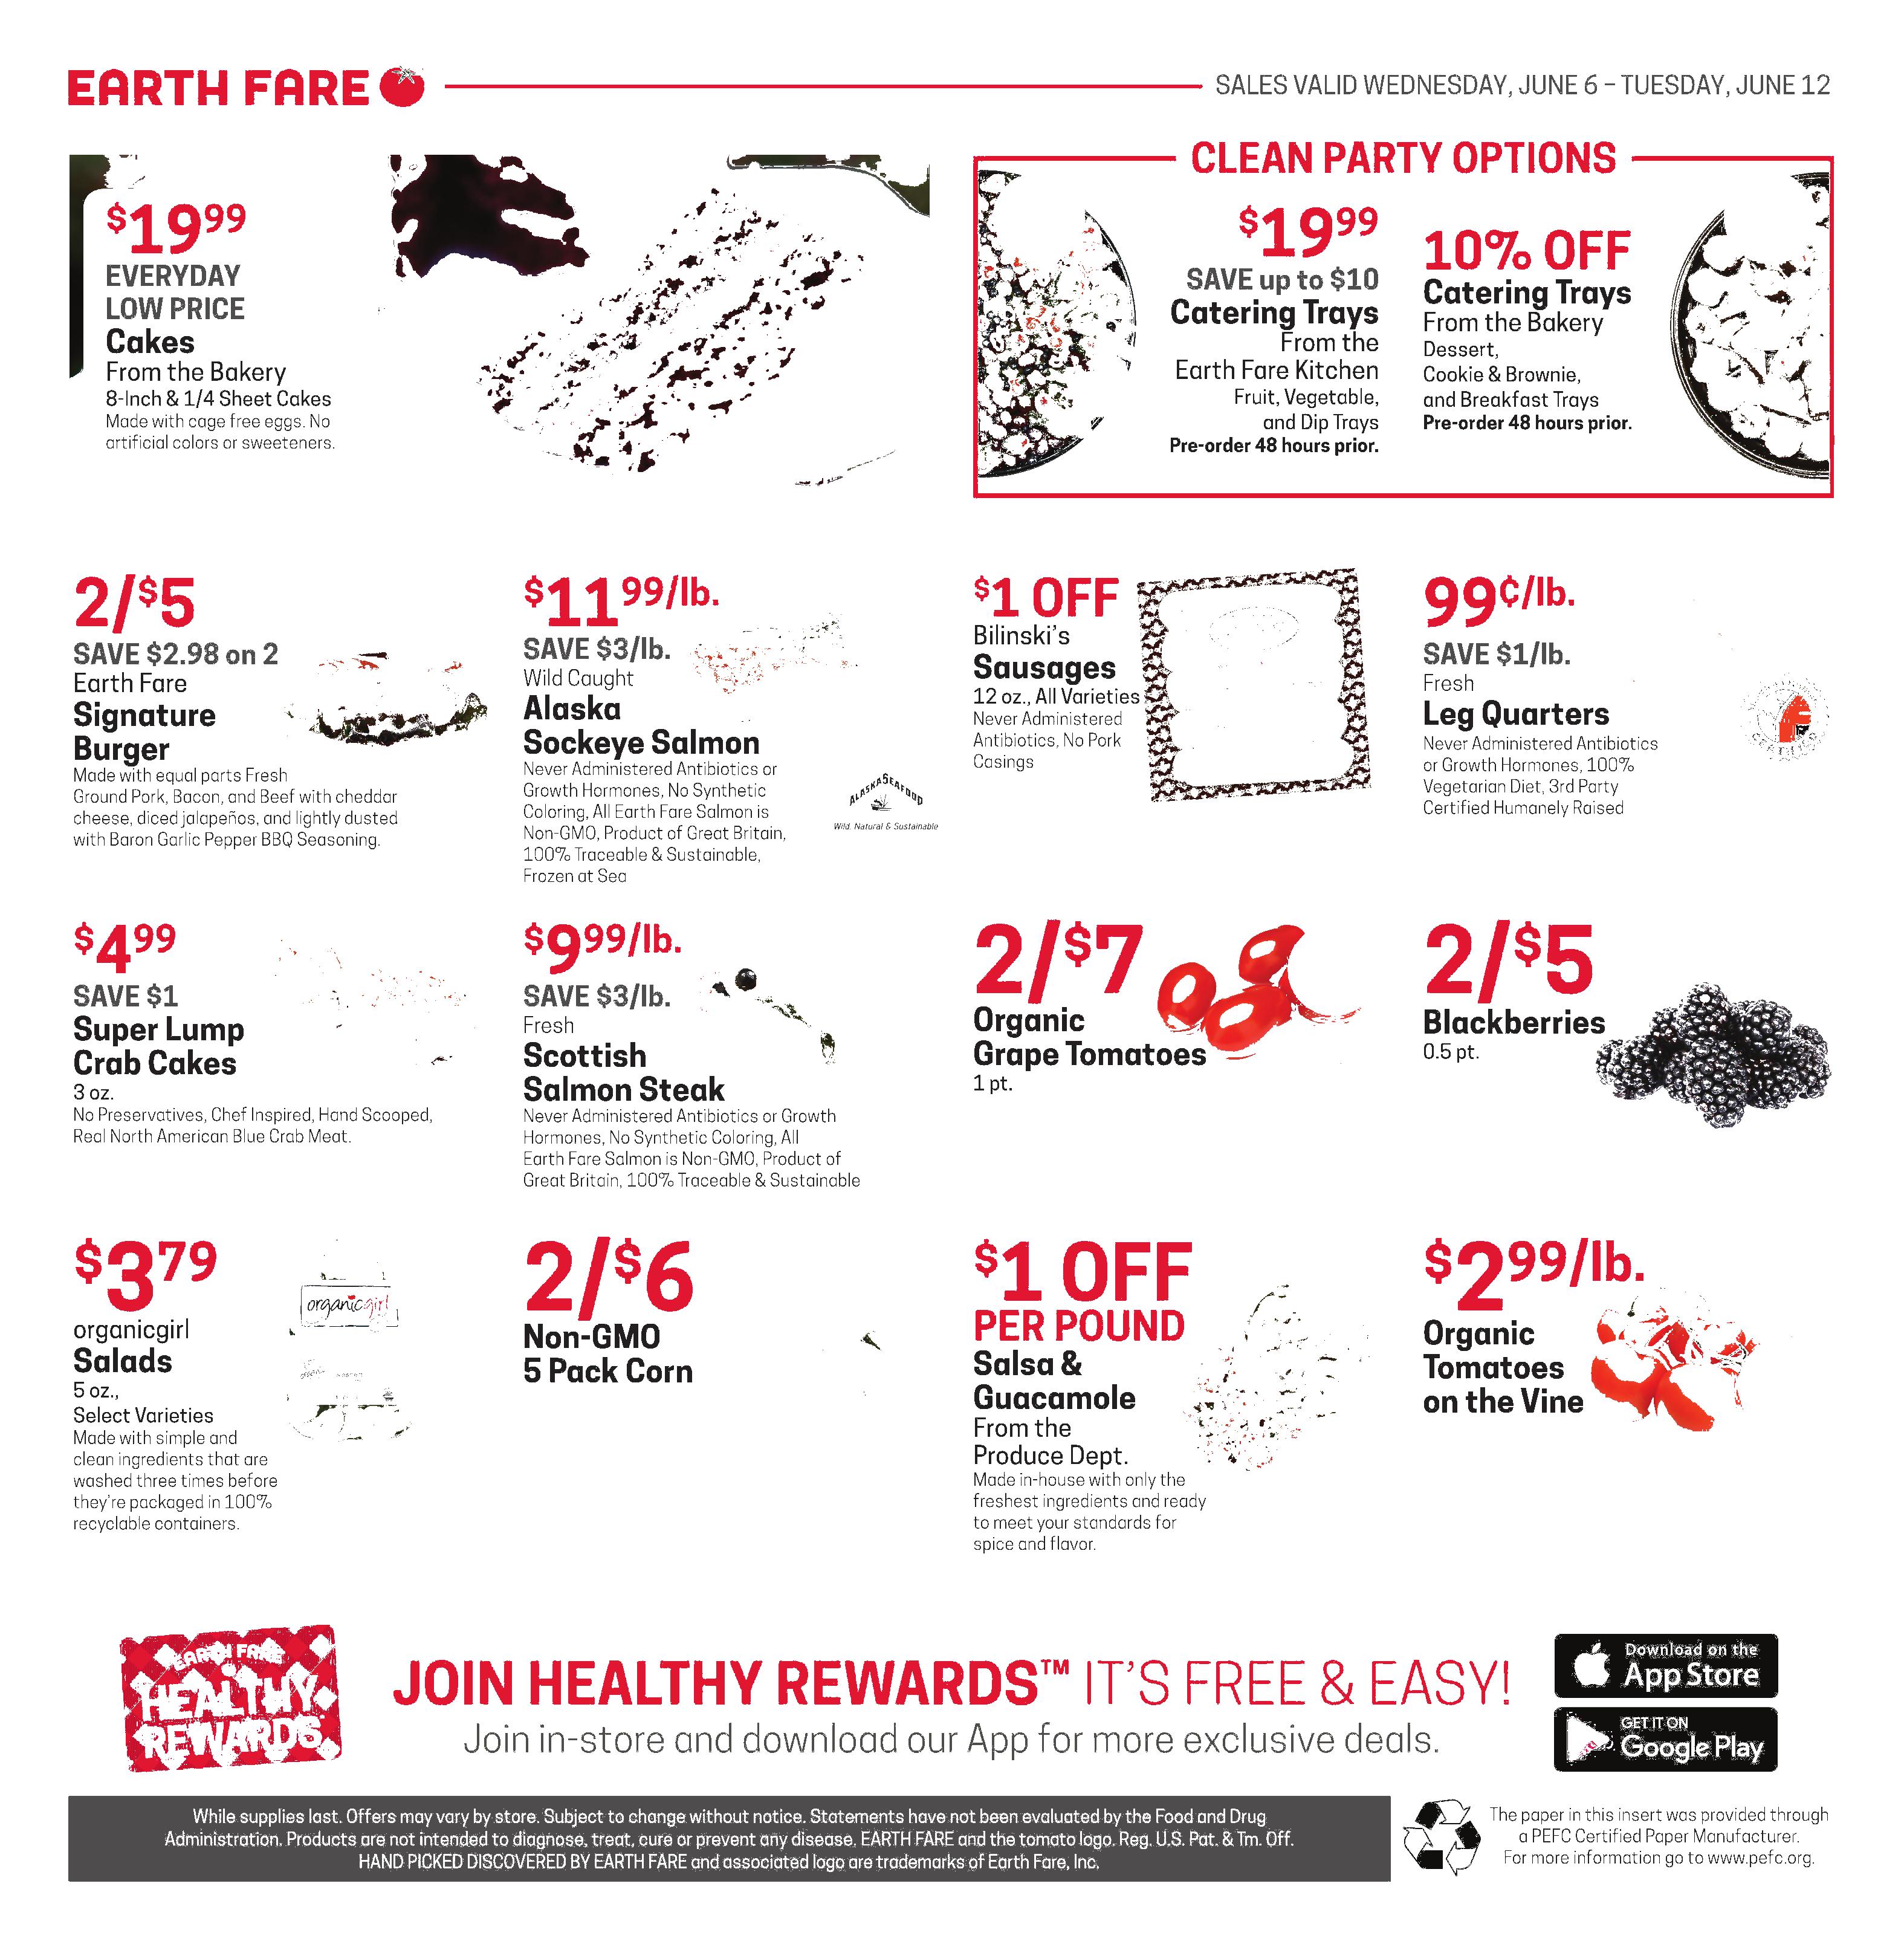 EARTH FARE
SALES VALID WEDNESDAY, JUNE 6 – TUESDAY, JUNE 12
$19.99
EVERYDAY
LOW PRICE
Cakes
From the Bakery
8-Inch & 1/4 Sheet Cakes
Made with cage free eggs. No
artificial colors or sweeteners.
CLEAN PARTY OPTIONS
$19.99
SAVE up to $10
Catering Trays
From the
Earth Fare Kitchen
Fruit, Vegetable,
and Dip Trays
Pre-order 48 hours prior.
10% OFF
Catering Trays
From the Bakery
Dessert,
Cookie & Brownie,
and Breakfast Trays
Pre-order 48 hours prior.
2/$5
SAVE $2.98 on 2
Earth Fare
Signature
Burger
Made with equal parts Fresh
Ground Pork, Bacon, and Beef with cheddar
cheese, diced jalapeños, and lightly dusted
with Baron Garlic Pepper BBQ Seasoning.
$11.99/lb.
SAVE $3/lb.
Wild Caught
Alaska
Sockeye Salmon
Never Administered Antibiotics or
Growth Hormones, No Synthetic
Coloring, All Earth Fare Salmon is
Non-GMO, Product of Great Britain,
100% Traceable & Sustainable,
Frozen at Sea
ALASKA SEAFOOD
Wild, Natural & Sustainable
$1 OFF
Bilinski's
Sausages
12 oz., All Varieties
Never Administered
Antibiotics, No Pork
Casings
99¢/lb.
SAVE $1/lb.
Fresh
Leg Quarters
Never Administered Antibiotics
or Growth Hormones, 100%
Vegetarian Diet, 3rd Party
Certified Humanely Raised
$4.99
SAVE $1
Super Lump
Crab Cakes
3 oz.
No Preservatives, Chef Inspired, Hand Scooped,
Real North American Blue Crab Meat.
$9.99/lb.
SAVE $3/lb.
Fresh
Scottish
Salmon Steak
Never Administered Antibiotics or Growth
Hormones, No Synthetic Coloring, All
Earth Fare Salmon is Non-GMO, Product of
Great Britain, 100% Traceable & Sustainable
2/$7
Organic
Grape Tomatoes
1 pt.
2/$5
Blackberries
0.5 pt.
$3.79
organicgirl
Salads
5 oz.,
Select Varieties
Made with simple and
clean ingredients that are
washed three times before
they're packaged in 100%
recyclable containers.
organicgirl
2/$6
Non-GMO
5 Pack Corn
$1 OFF
PER POUND
Salsa &
Guacamole
From the
Produce Dept.
Made in-house with only the
freshest ingredients and ready
to meet your standards for
spice and flavor.
$2.99/lb.
Organic
Tomatoes
on the Vine
EARTH FARE
HEALTHY
REWARDS
JOIN HEALTHY REWARDS™ IT'S FREE & EASY!
Join in-store and download our App for more exclusive deals.
Download on the
App Store
GET IT ON
Google Play
While supplies last. Offers may vary by store. Subject to change without notice. Statements have not been evaluated by the Food and Drug
Administration. Products are not intended to diagnose, treat, cure or prevent any disease, EARTH FARE and the tomato logo. Reg. U.S. Pat. & Tm. Off.
HAND PICKED DISCOVERED BY EARTH FARE and associated logo are trademarks of Earth Fare, Inc.
The paper in this insert was provided through
a PEFC Certified Paper Manufacturer.
For more information go to www.pefc.org.